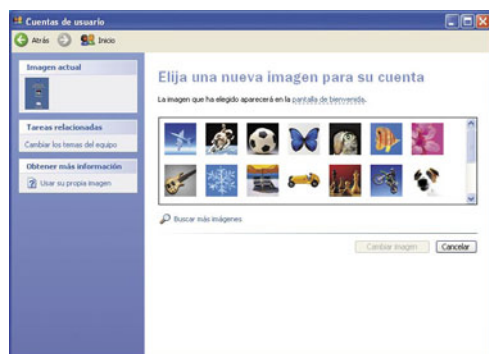 Cuentas de usuario
Atrás
Inicio
Imagen actual
Elija una nueva imagen para su cuenta
La imagen que ha elegido aparecerá en la pantalla de bienvenida.
Tareas relacionadas
Cambiar los temas del equipo
Obtener más información
Usar su propia imagen
Buscar más imágenes
Cambiar imagen
Cancelar